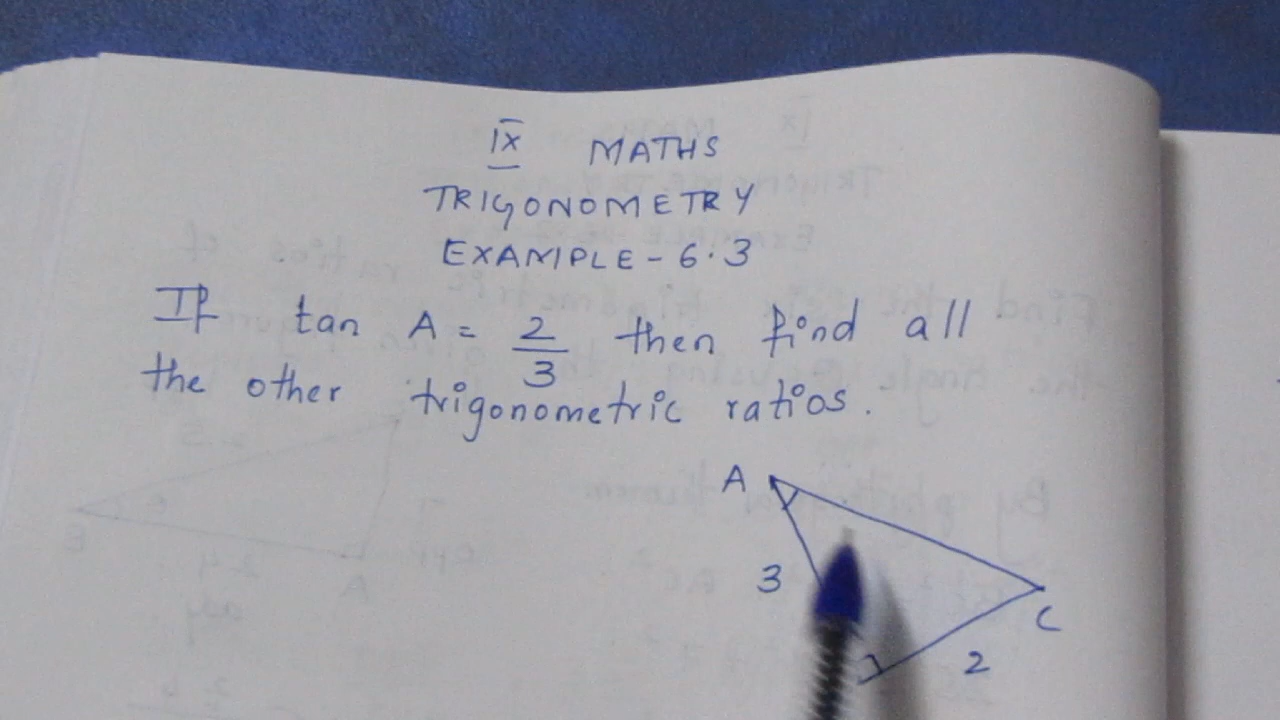 IX MATHS
TRIGONOMETRY
EXAMPLE - 6.3
If tan A = 2/3 then find all
the other trigonometric ratios.
A
3
C
2